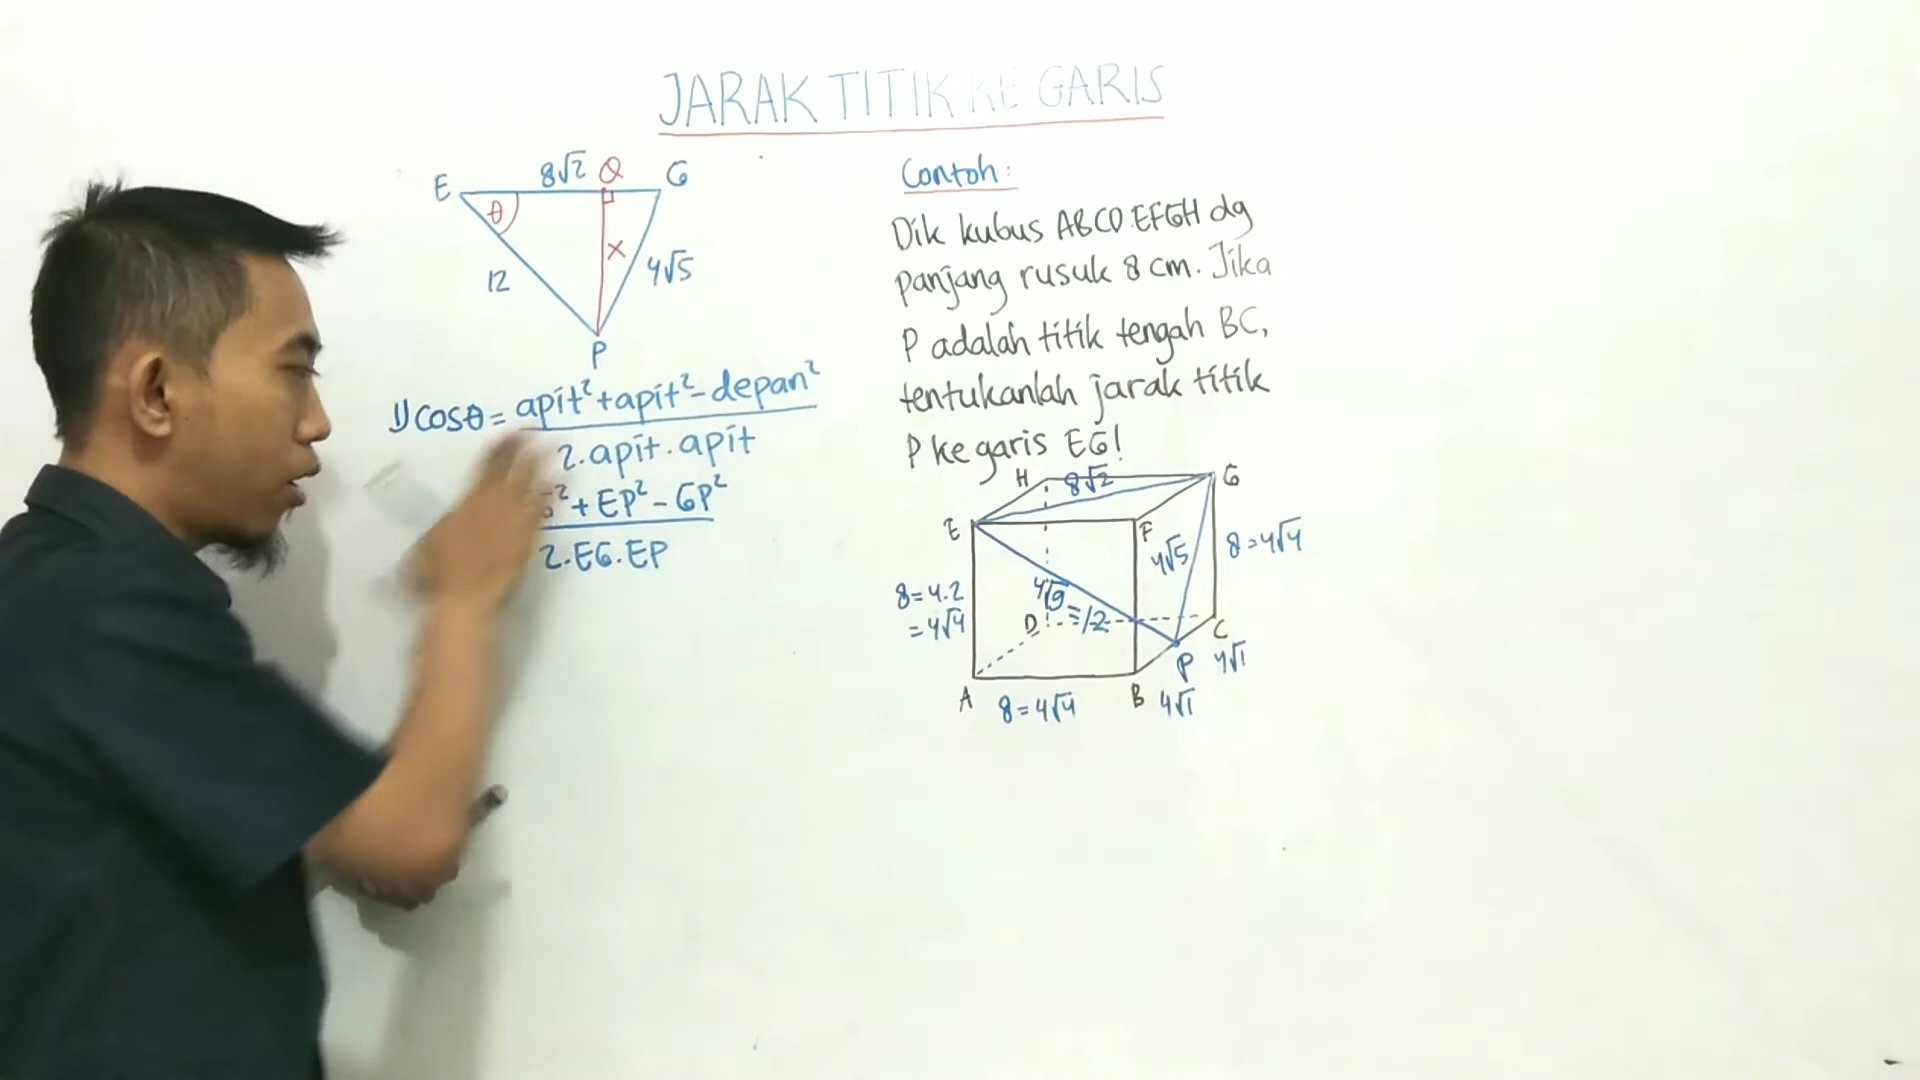 JARAK TITIK KE GARIS
E 8√2 Q G
θ
12 x 4√5
P
1) cosθ = apit² + apit² - depan²
2.apit.apit
² + EP² - GP²
2.EG.EP
Contoh:
Dik kubus ABCD.EFGH dg
panjang rusuk 8 cm. Jika
P adalah titik tengah BC,
tentukanlah jarak titik
P ke garis EG!
H 8√2 G
E F
4√5 8=4√4
8=4.2 4√9
=4√4 D =12 C
P 4√1
A 8=4√4 B 4√1